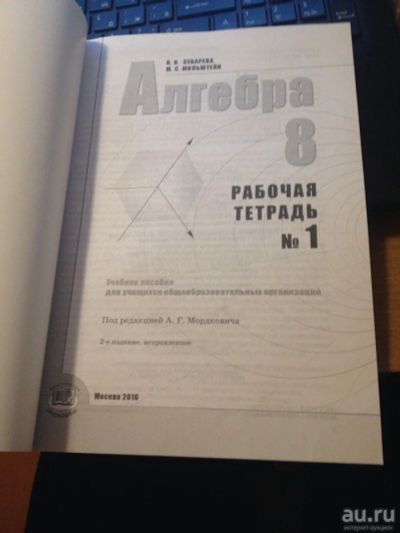 И. И. ЗУБАРЕВА
М. С. МИЛЬШТЕЙН
Алгебра
8
РАБОЧАЯ
ТЕТРАДЬ
№ 1
Учебное пособие
для учащихся общеобразовательных организаций
Под редакцией А. Г. Мордковича
2-е издание, исправленное
Москва 2016
au.ru
интернет-аукцион